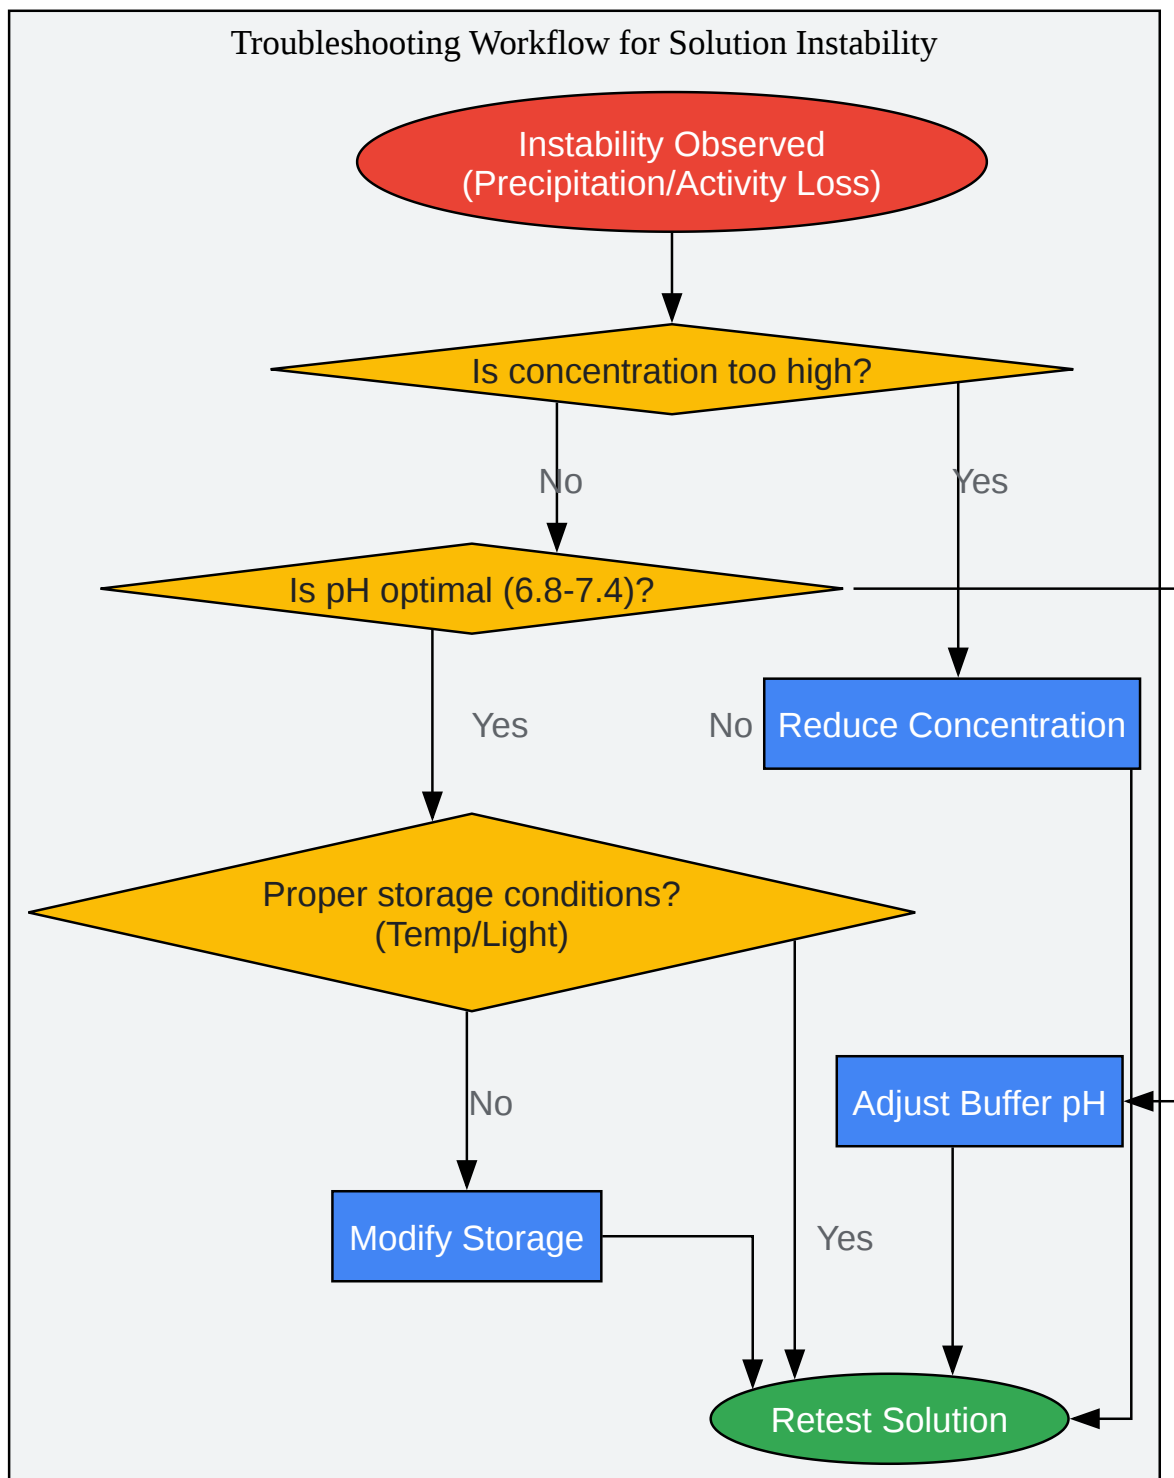 Troubleshooting Workflow for Solution Instability
Instability Observed
(Precipitation/Activity Loss)
Is concentration too high?
No
Yes
Is pH optimal (6.8-7.4)?
Yes
No
Reduce Concentration
Proper storage conditions?
(Temp/Light)
No
Adjust Buffer pH
Modify Storage
Yes
Retest Solution